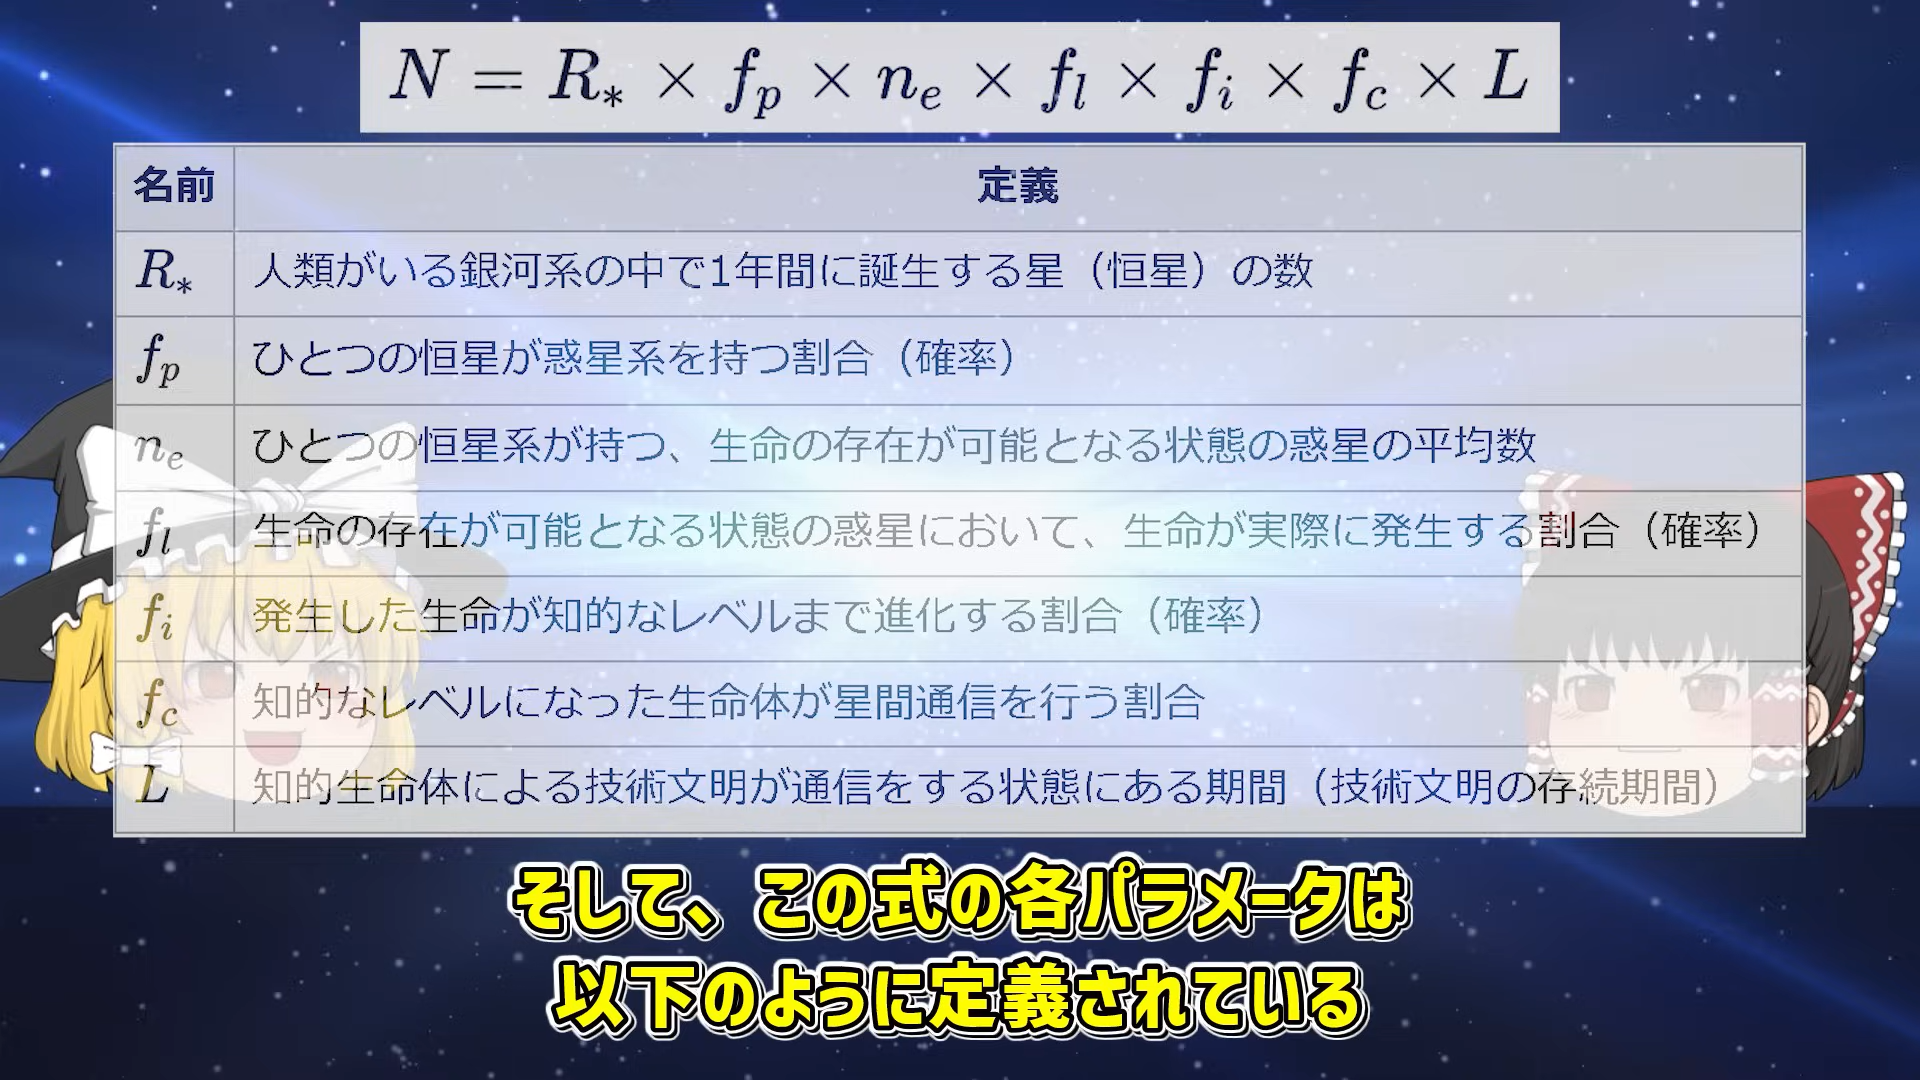 N = R* × fp × ne × fl × fi × fc × L
名前 定義
R* 人類がいる銀河系の中で1年間に誕生する星（恒星）の数
fp ひとつの恒星が惑星系を持つ割合（確率）
ne ひとつの恒星系が持つ、生命の存在が可能となる状態の惑星の平均数
fl 生命の存在が可能となる状態の惑星において、生命が実際に発生する割合（確率）
fi 発生した生命が知的なレベルまで進化する割合（確率）
fc 知的なレベルになった生命体が星間通信を行う割合
L 知的生命体による技術文明が通信をする状態にある期間（技術文明の存続期間）
そして、この式の各パラメータは
以下のように定義されている